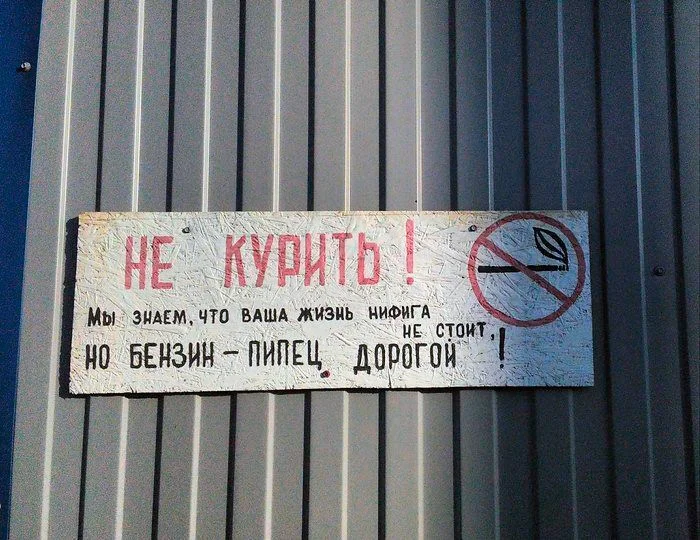 НЕ КУРИТЬ!
Мы знаем, что ваша жизнь нифига
не стоит,
но бензин – пипец дорогой !